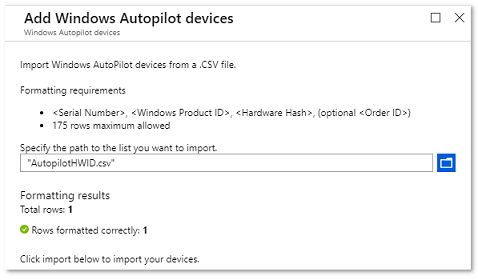 Add Windows Autopilot devices
Windows Autopilot devices
Import Windows AutoPilot devices from a .CSV file.
Formatting requirements
• <Serial Number>, <Windows Product ID>, <Hardware Hash>, (optional <Order ID>)
• 175 rows maximum allowed
Specify the path to the list you want to import.
"AutopilotHWID.csv"
Formatting results
Total rows: 1
Rows formatted correctly: 1
Click import below to import your devices.